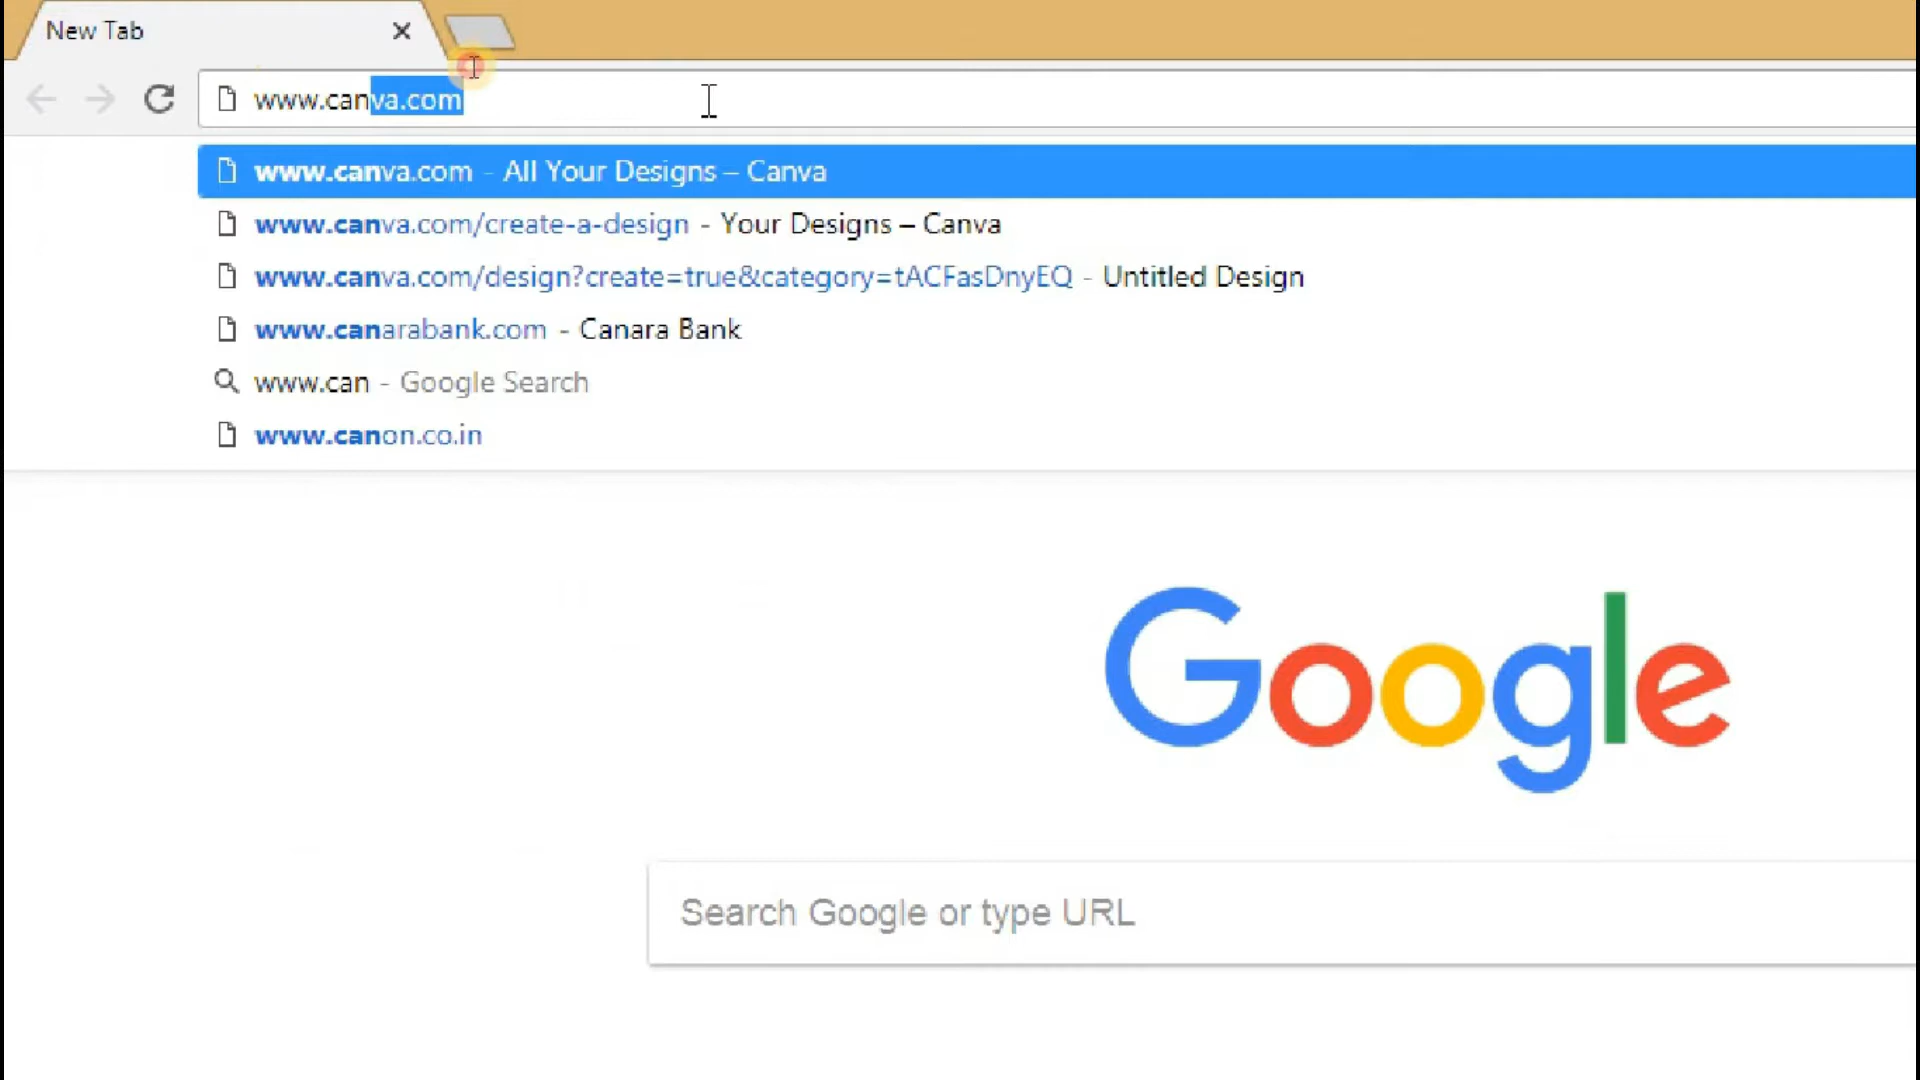 New Tab
www.canva.com
www.canva.com - All Your Designs – Canva
www.canva.com/create-a-design - Your Designs – Canva
www.canva.com/design?create=true&category=tACFasDnyEQ - Untitled Design
www.canarabank.com - Canara Bank
www.can - Google Search
www.canon.co.in
Google
Search Google or type URL